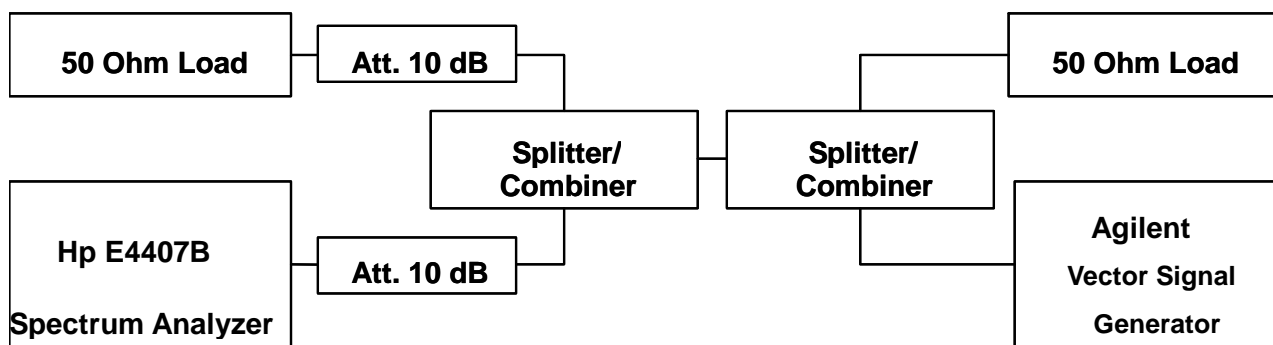 50 Ohm Load
Att. 10 dB
50 Ohm Load
Splitter/
Combiner
Splitter/
Combiner
Hp E4407B
Spectrum Analyzer
Att. 10 dB
Agilent
Vector Signal
Generator